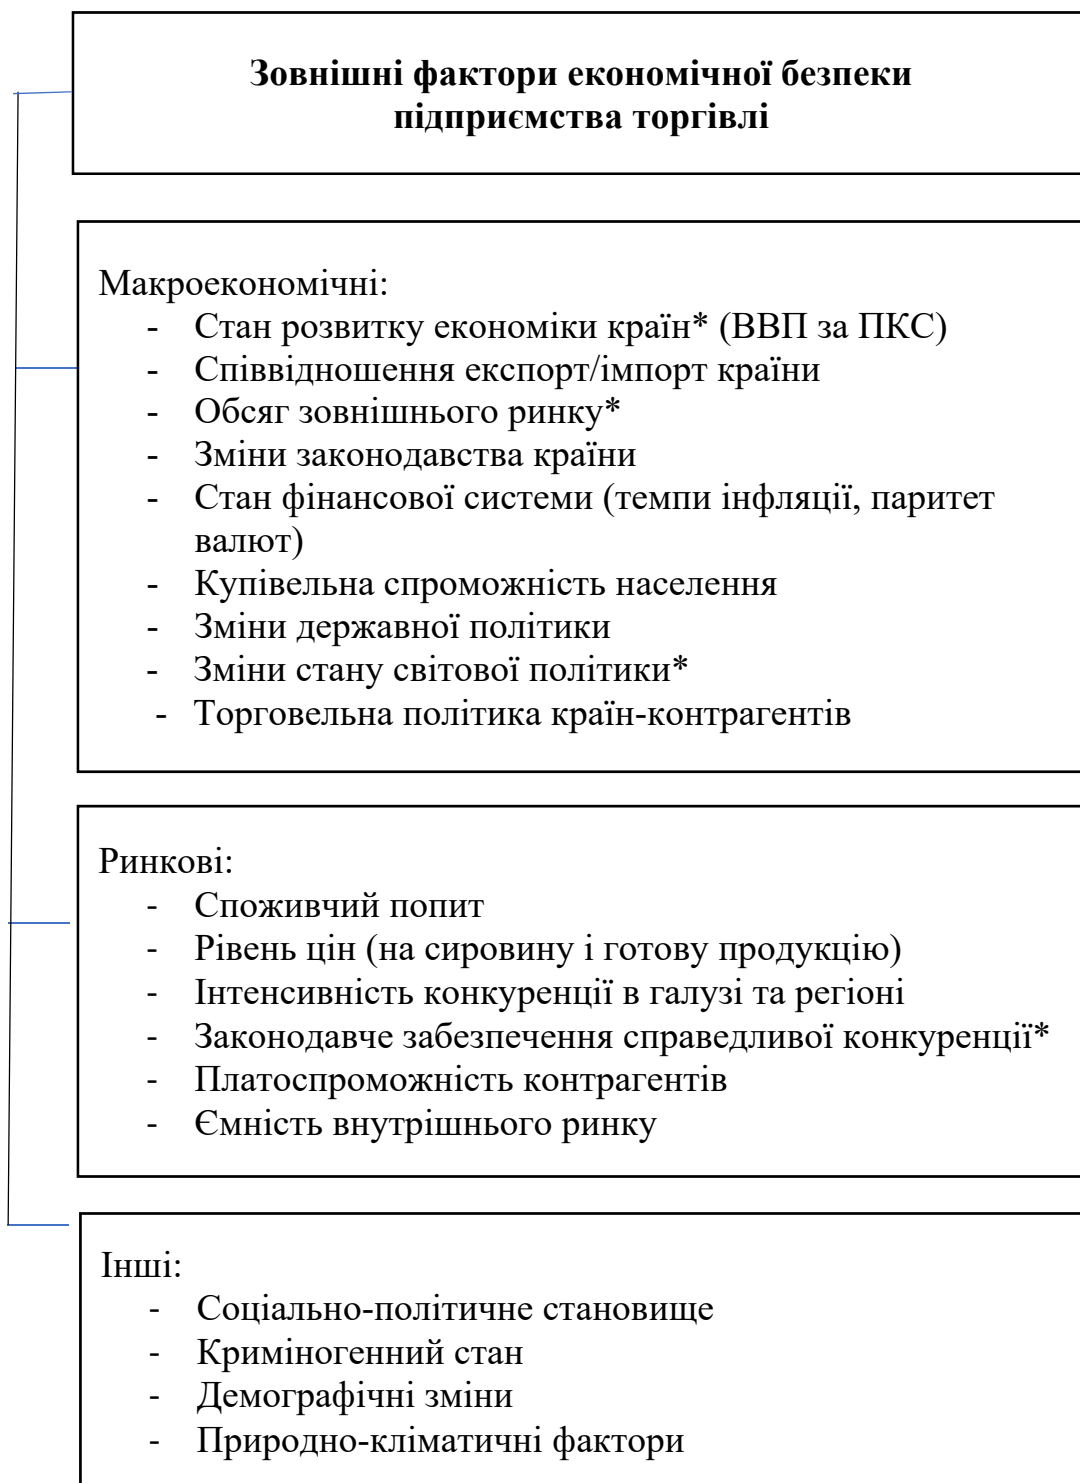 Зовнішні фактори економічної безпеки
підприємства торгівлі
Макроекономічні:
- Стан розвитку економіки країн* (ВВП за ПКС)
- Співвідношення експорт/імпорт країни
- Обсяг зовнішнього ринку*
- Зміни законодавства країни
- Стан фінансової системи (темпи інфляції, паритет
валют)
- Купівельна спроможність населення
- Зміни державної політики
- Зміни стану світової політики*
- Торговельна політика країн-контрагентів
Ринкові:
- Споживчий попит
- Рівень цін (на сировину і готову продукцію)
- Інтенсивність конкуренції в галузі та регіоні
- Законодавче забезпечення справедливої конкуренції*
- Платоспроможність контрагентів
- Ємність внутрішнього ринку
Інші:
- Соціально-політичне становище
- Криміногенний стан
- Демографічні зміни
- Природно-кліматичні фактори